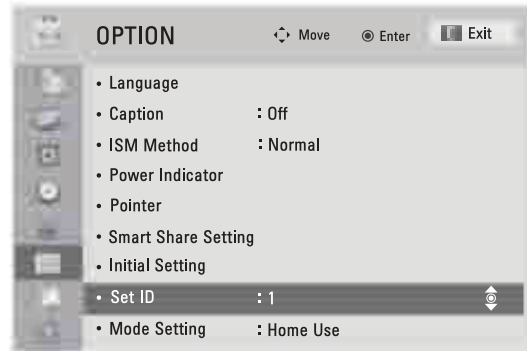 OPTION Move Enter Exit
• Language
• Caption : Off
• ISM Method : Normal
• Power Indicator
• Pointer
• Smart Share Setting
• Initial Setting
• Set ID : 1
• Mode Setting : Home Use